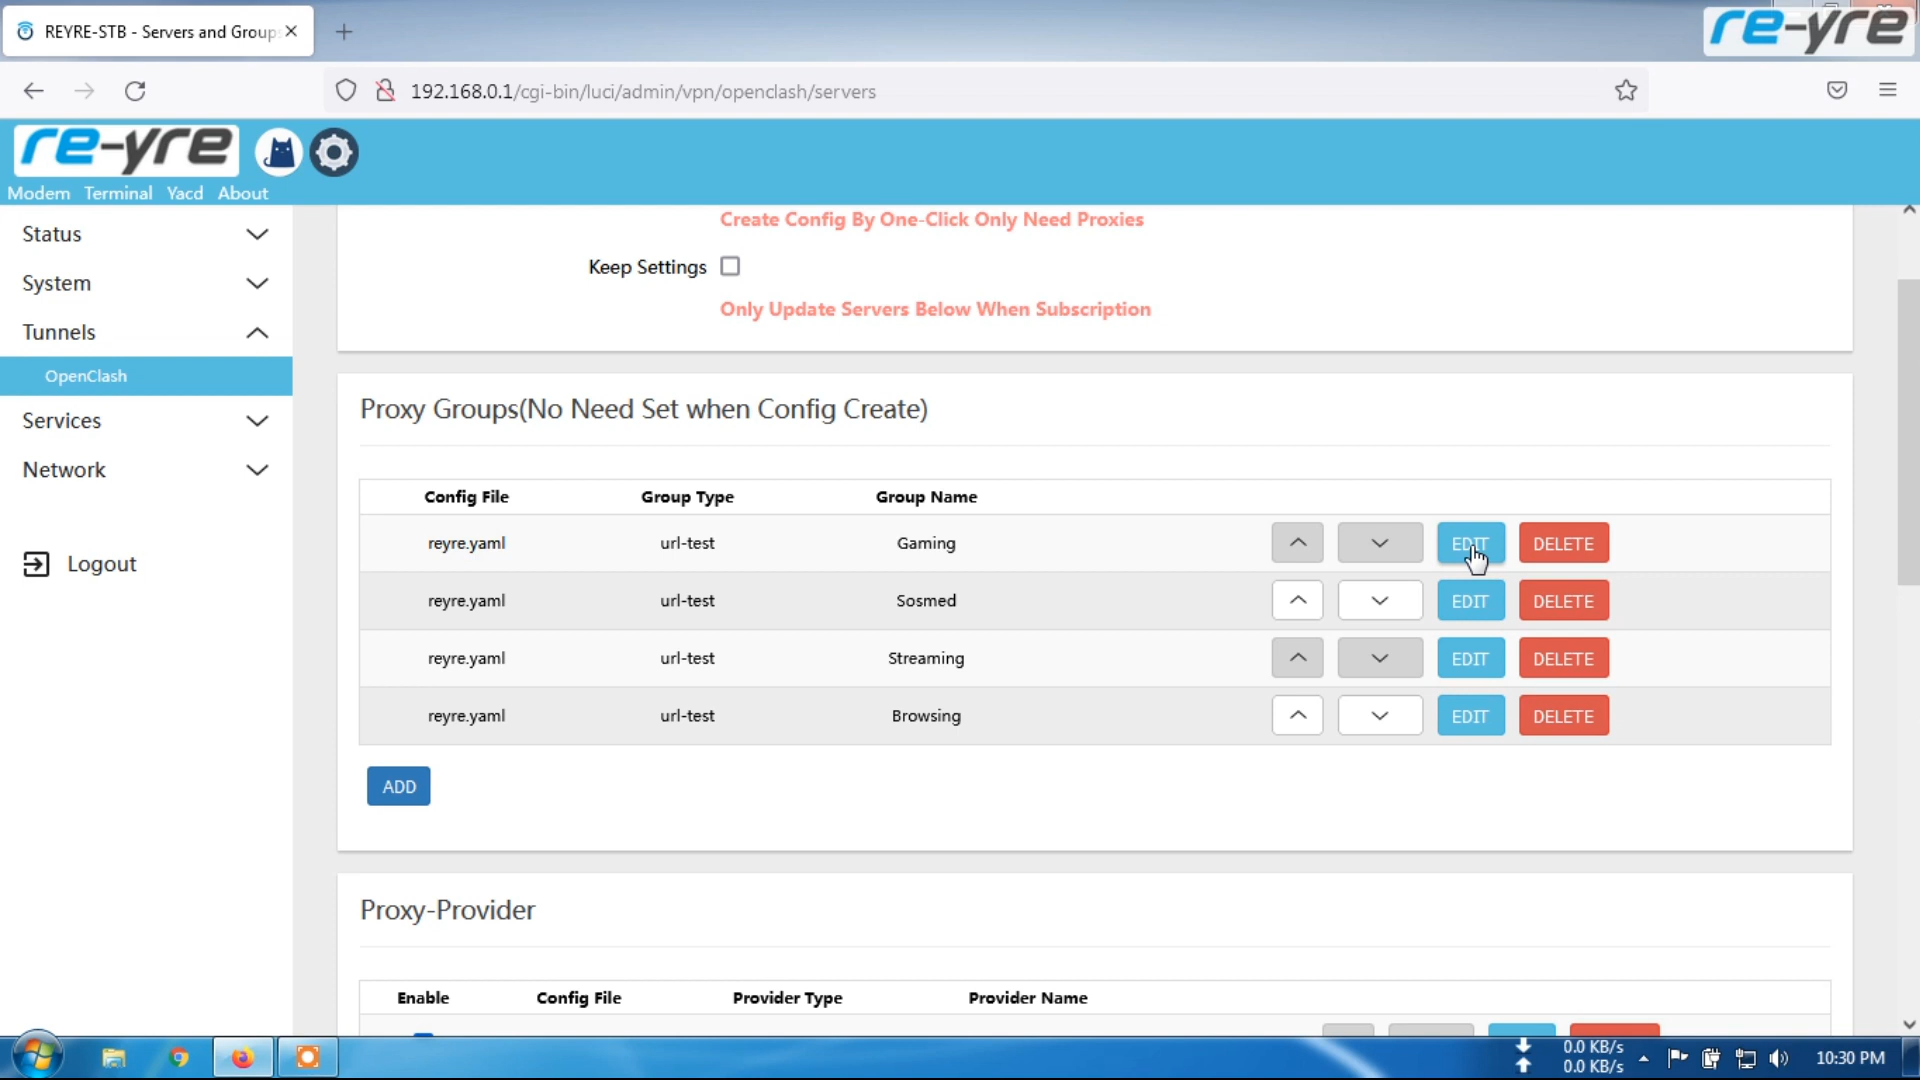 REYRE-STB - Servers and Group
re-yre
192.168.0.1/cgi-bin/luci/admin/vpn/openclash/servers
re-yre
Modem Terminal Yacd About
Status
System
Tunnels
OpenClash
Services
Network
Logout
Create Config By One-Click Only Need Proxies
Keep Settings
Only Update Servers Below When Subscription
Proxy Groups(No Need Set when Config Create)
Config File Group Type Group Name
reyre.yaml url-test Gaming EDIT DELETE
reyre.yaml url-test Sosmed EDIT DELETE
reyre.yaml url-test Streaming EDIT DELETE
reyre.yaml url-test Browsing EDIT DELETE
ADD
Proxy-Provider
Enable Config File Provider Type Provider Name
0.0 KB/s
0.0 KB/s
10:30 PM